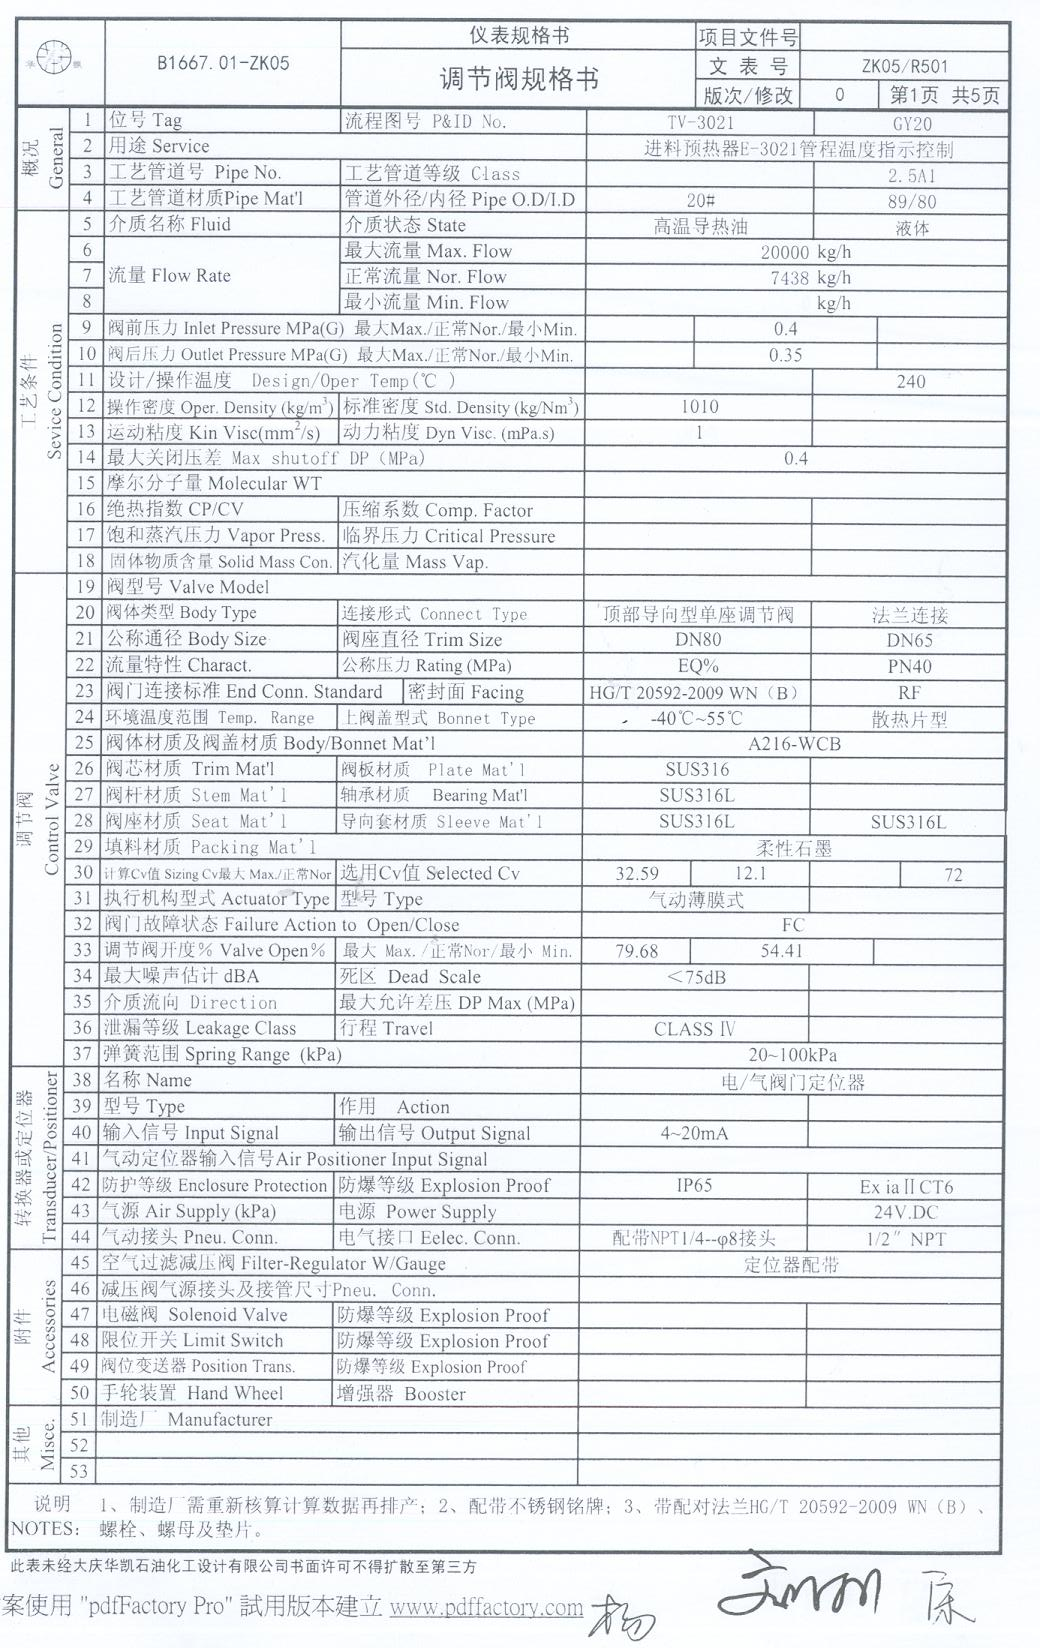 华凯
B1667.01-ZK05
仪表规格书
调节阀规格书
项目文件号
文 表 号 ZK05/R501
版次/修改 0 第1页 共5页
概况 General
1 位号 Tag 流程图号 P&ID No. TV-3021 GY20
2 用途 Service 进料预热器E-3021管程温度指示控制
3 工艺管道号 Pipe No. 工艺管道等级 Class 2.5A1
4 工艺管道材质Pipe Mat'l 管道外径/内径 Pipe O.D/I.D 20# 89/80
工艺条件 Sevice Condition
5 介质名称 Fluid 介质状态 State 高温导热油 液体
6 最大流量 Max. Flow 20000 kg/h
7 流量 Flow Rate 正常流量 Nor. Flow 7438 kg/h
8 最小流量 Min. Flow kg/h
9 阀前压力 Inlet Pressure MPa(G) 最大Max./正常Nor./最小Min. 0.4
10 阀后压力 Outlet Pressure MPa(G) 最大Max./正常Nor./最小Min. 0.35
11 设计/操作温度 Design/Oper Temp(℃) 240
12 操作密度 Oper. Density (kg/m³) 标准密度 Std. Density (kg/Nm³) 1010
13 运动粘度 Kin Visc(mm²/s) 动力粘度 Dyn Visc. (mPa.s) 1
14 最大关闭压差 Max shutoff DP (MPa) 0.4
15 摩尔分子量 Molecular WT
16 绝热指数 CP/CV 压缩系数 Comp. Factor
17 饱和蒸汽压力 Vapor Press. 临界压力 Critical Pressure
18 固体物质含量 Solid Mass Con. 汽化量 Mass Vap.
调节阀 Control Valve
19 阀型号 Valve Model
20 阀体类型 Body Type 连接形式 Connect Type 顶部导向型单座调节阀 法兰连接
21 公称通径 Body Size 阀座直径 Trim Size DN80 DN65
22 流量特性 Charact. 公称压力 Rating (MPa) EQ% PN40
23 阀门连接标准 End Conn. Standard 密封面 Facing HG/T 20592-2009 WN (B) RF
24 环境温度范围 Temp. Range 上阀盖型式 Bonnet Type -40℃~55℃ 散热片型
25 阀体材质及阀盖材质 Body/Bonnet Mat'l A216-WCB
26 阀芯材质 Trim Mat'l 阀板材质 Plate Mat'l SUS316
27 阀杆材质 Stem Mat'l 轴承材质 Bearing Mat'l SUS316L
28 阀座材质 Seat Mat'l 导向套材质 Sleeve Mat'l SUS316L SUS316L
29 填料材质 Packing Mat'l 柔性石墨
30 计算Cv值 Sizing Cv最大 Max./正常Nor 选用Cv值 Selected Cv 32.59 12.1 72
31 执行机构型式 Actuator Type 型号 Type 气动薄膜式
32 阀门故障状态 Failure Action to Open/Close FC
33 调节阀开度% Valve Open% 最大 Max. /正常Nor/最小 Min. 79.68 54.41
34 最大噪声估计 dBA 死区 Dead Scale <75dB
35 介质流向 Direction 最大允许差压 DP Max (MPa)
36 泄漏等级 Leakage Class 行程 Travel CLASS Ⅳ
37 弹簧范围 Spring Range (kPa) 20~100kPa
转换器或定位器 Transducer/Positioner
38 名称 Name 电/气阀门定位器
39 型号 Type 作用 Action
40 输入信号 Input Signal 输出信号 Output Signal 4~20mA
41 气动定位器输入信号Air Positioner Input Signal
42 防护等级 Enclosure Protection 防爆等级 Explosion Proof IP65 Ex iaⅡCT6
43 气源 Air Supply (kPa) 电源 Power Supply 24V.DC
44 气动接头 Pneu. Conn. 电气接口 Eelec. Conn. 配带NPT1/4--φ8接头 1/2" NPT
附件 Accessories
45 空气过滤减压阀 Filter-Regulator W/Gauge 定位器配带
46 减压阀气源接头及接管尺寸Pneu. Conn.
47 电磁阀 Solenoid Valve 防爆等级 Explosion Proof
48 限位开关 Limit Switch 防爆等级 Explosion Proof
49 阀位变送器 Position Trans. 防爆等级 Explosion Proof
50 手轮装置 Hand Wheel 增强器 Booster
其他 Misce.
51 制造厂 Manufacturer
52
53
说明 1、制造厂需重新核算计算数据再排产；2、配带不锈钢铭牌；3、带配对法兰HG/T 20592-2009 WN (B)、
NOTES: 螺栓、螺母及垫片。
此表未经大庆华凯石油化工设计有限公司书面许可不得扩散至第三方
案使用 "pdfFactory Pro" 試用版本建立 www.pdffactory.com 杨